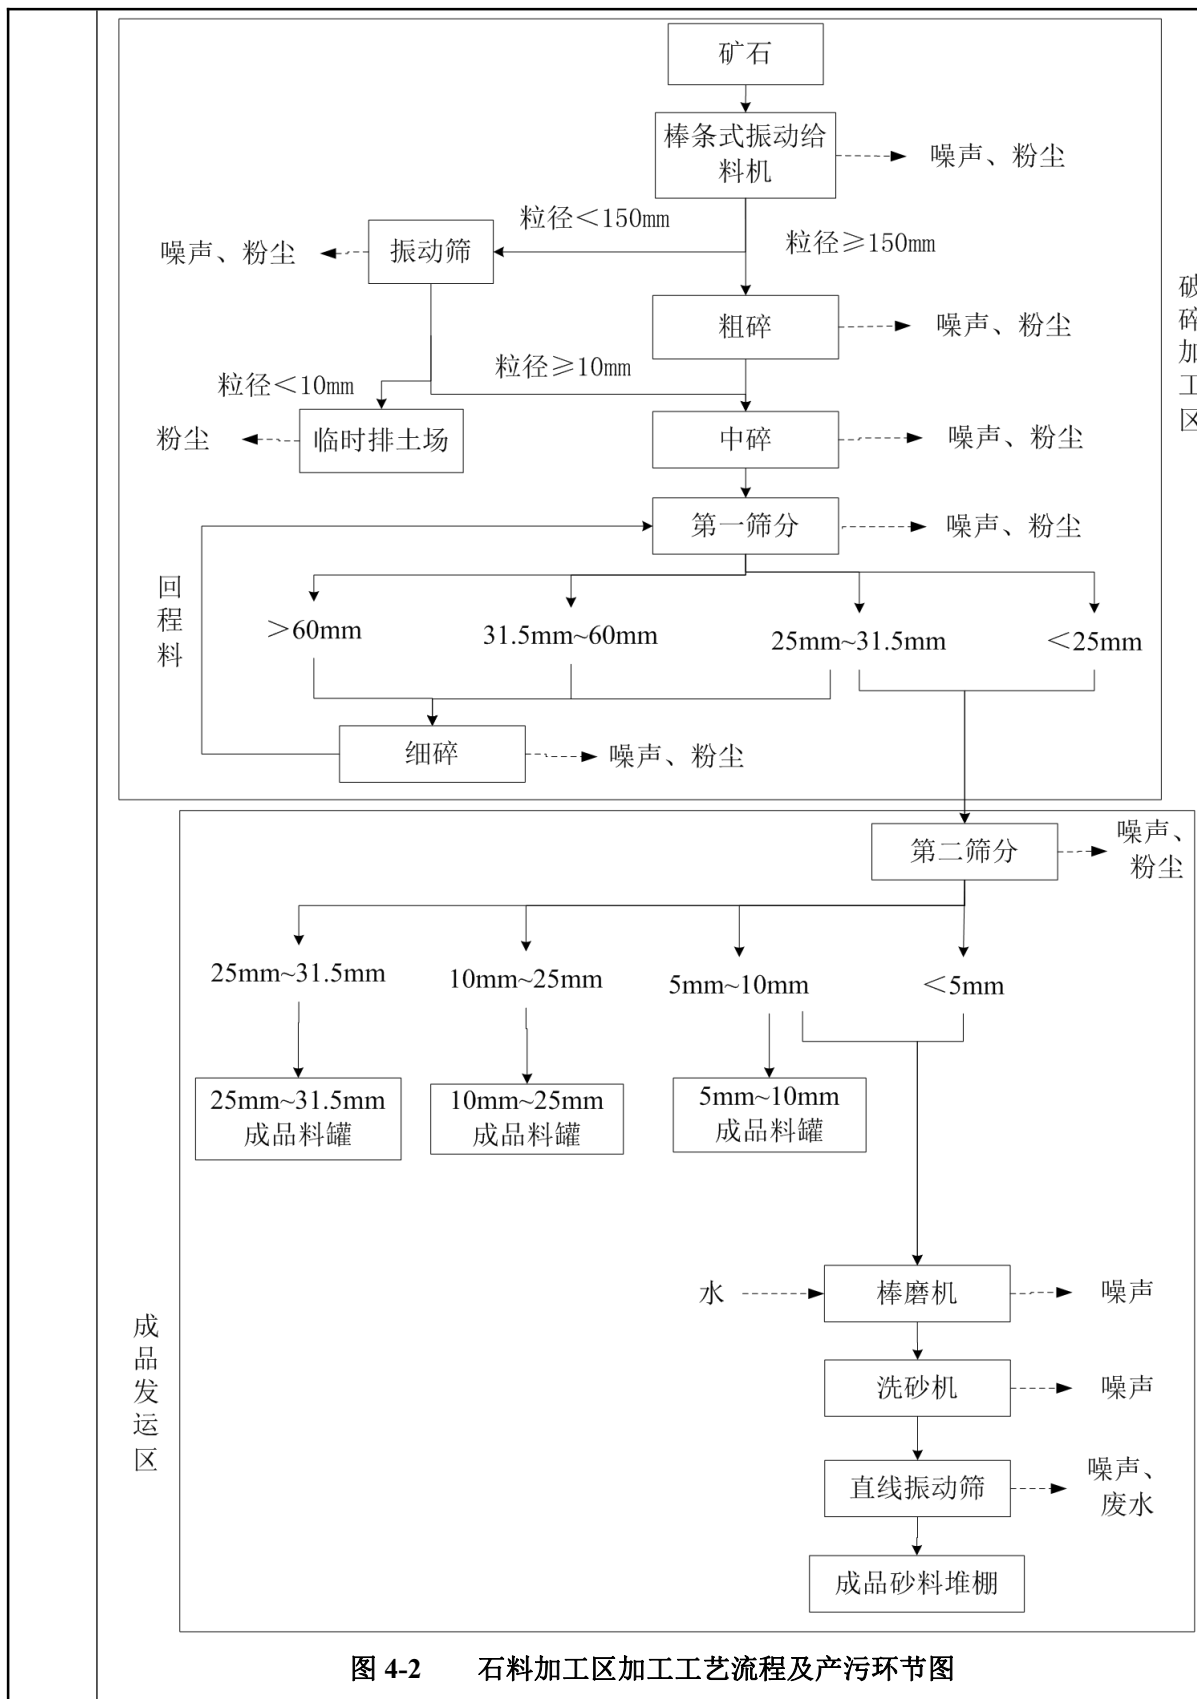 矿石
棒条式振动给
料机
噪声、粉尘
粒径＜150mm
粒径≥150mm
噪声、粉尘
振动筛
粗碎
噪声、粉尘
粒径＜10mm
粒径≥10mm
粉尘
临时排土场
中碎
噪声、粉尘
第一筛分
噪声、粉尘
破
碎
加
工
区
回
程
料
＞60mm
31.5mm~60mm
25mm~31.5mm
＜25mm
细碎
噪声、粉尘
第二筛分
噪声、
粉尘
25mm~31.5mm
10mm~25mm
5mm~10mm
＜5mm
25mm~31.5mm
成品料罐
10mm~25mm
成品料罐
5mm~10mm
成品料罐
水
棒磨机
噪声
洗砂机
噪声
直线振动筛
噪声、
废水
成品砂料堆棚
成
品
发
运
区
图 4-2 石料加工区加工工艺流程及产污环节图